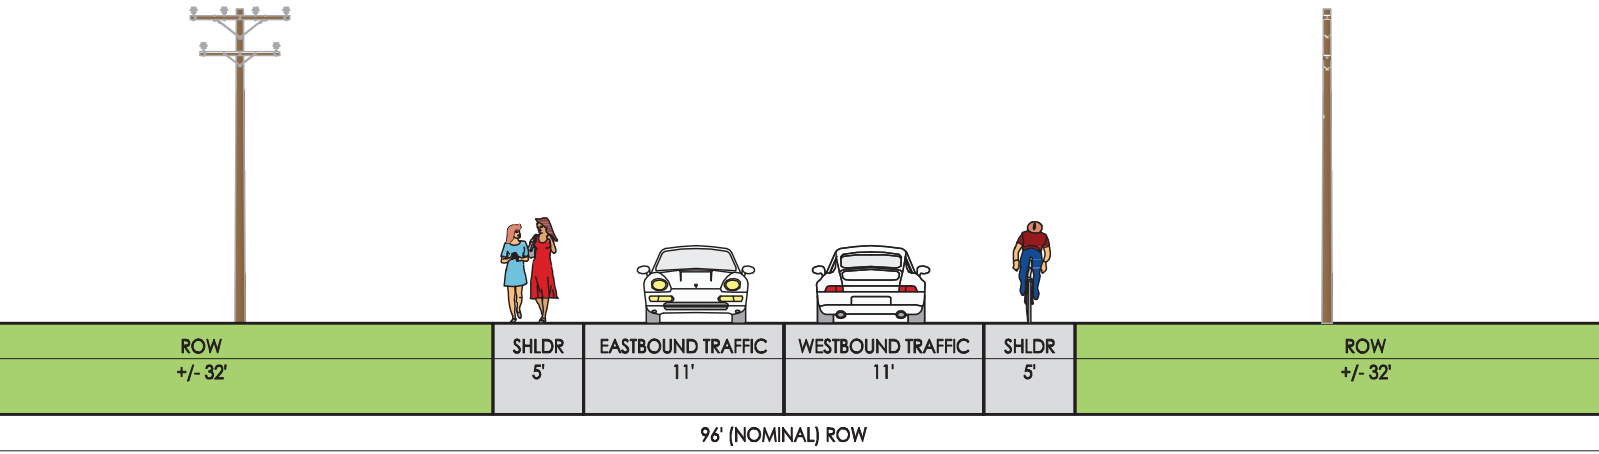 ROW SHLDR EASTBOUND TRAFFIC WESTBOUND TRAFFIC SHLDR ROW
+/- 32' 5' 11' 11' 5' +/- 32'
96' (NOMINAL) ROW